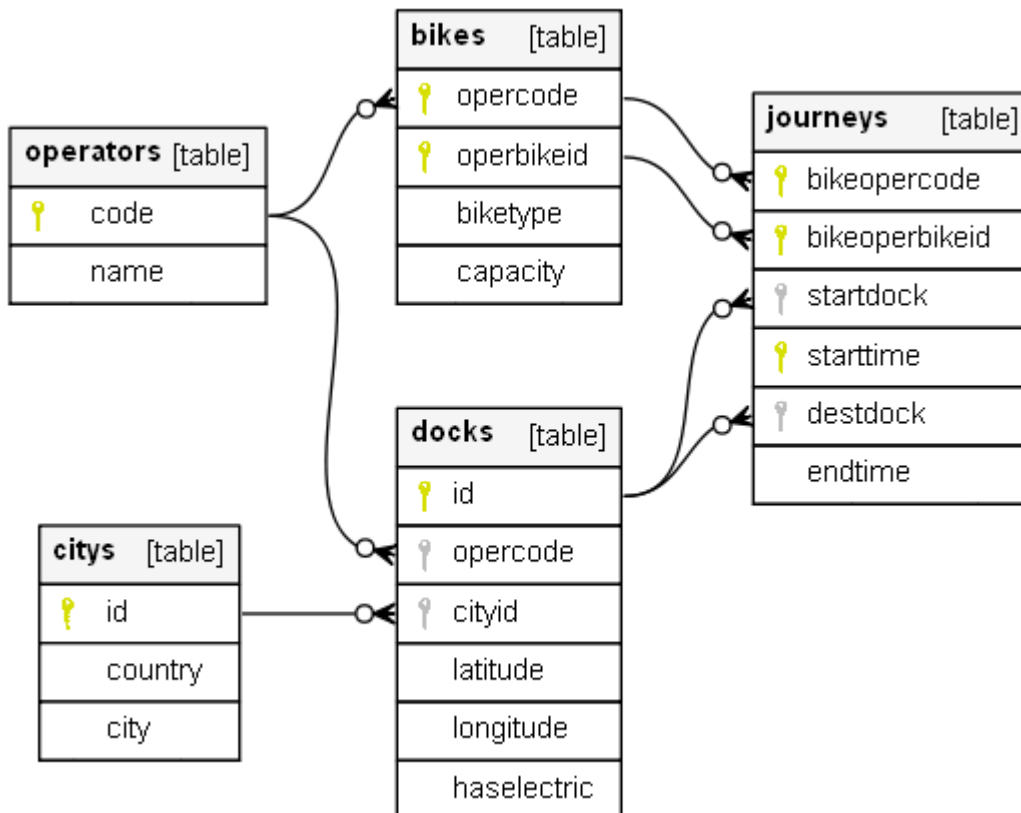 operators [table]
code
name
bikes [table]
opercode
operbikeid
biketype
capacity
journeys [table]
bikeopercode
bikeoperbikeid
startdock
starttime
destdock
endtime
citys [table]
id
country
city
docks [table]
id
opercode
cityid
latitude
longitude
haselectric